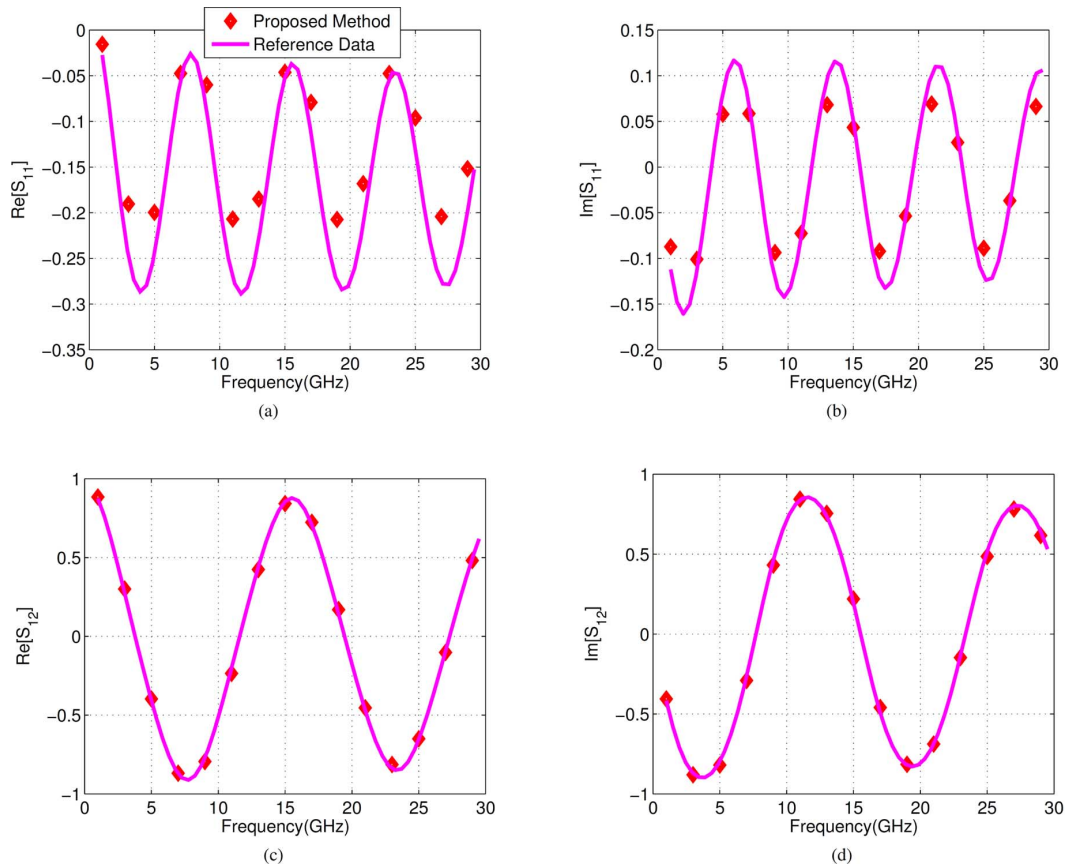 Proposed Method
Reference Data
0
−0.05
−0.1
−0.15
−0.2
−0.25
−0.3
−0.35
Re[S11]
0 5 10 15 20 25 30
Frequency(GHz)
(a)
0.15
0.1
0.05
0
−0.05
−0.1
−0.15
−0.2
Im[S11]
0 5 10 15 20 25 30
Frequency(GHz)
(b)
1
0.5
0
−0.5
−1
Re[S12]
0 5 10 15 20 25 30
Frequency(GHz)
(c)
1
0.5
0
−0.5
−1
Im[S12]
0 5 10 15 20 25 30
Frequency(GHz)
(d)